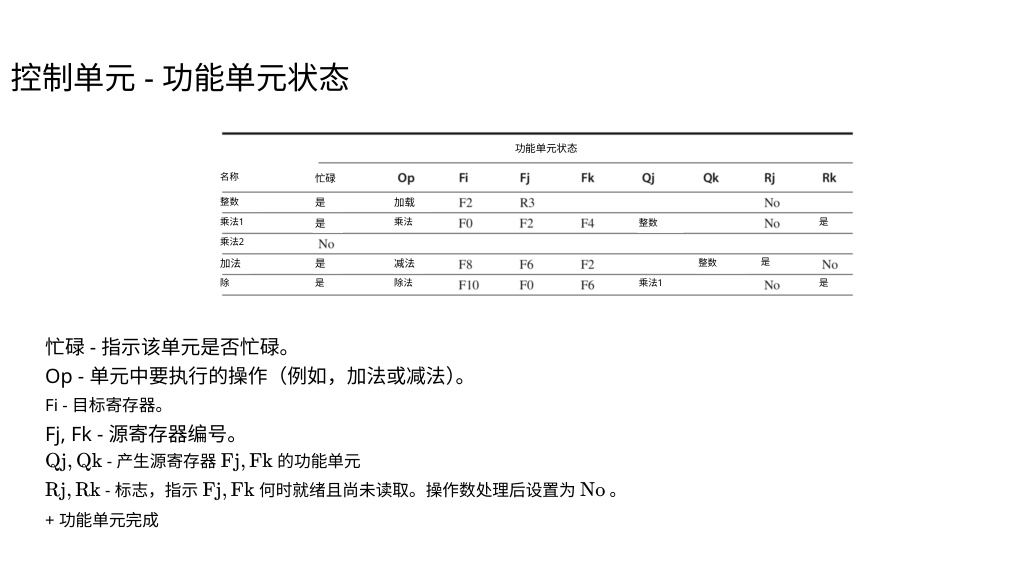 控制单元 - 功能单元状态
功能单元状态
名称 忙碌 Op Fi Fj Fk Qj Qk Rj Rk
整数 是 加载 F2 R3 No
乘法1 是 乘法 F0 F2 F4 整数 No 是
乘法2 No
加法 是 减法 F8 F6 F2 整数 是 No
除 是 除法 F10 F0 F6 乘法1 No 是
忙碌 - 指示该单元是否忙碌。
Op - 单元中要执行的操作（例如，加法或减法）。
Fi - 目标寄存器。
Fj, Fk - 源寄存器编号。
Qj, Qk - 产生源寄存器 Fj, Fk 的功能单元
Rj, Rk - 标志，指示 Fj, Fk 何时就绪且尚未读取。操作数处理后设置为 No 。
+ 功能单元完成